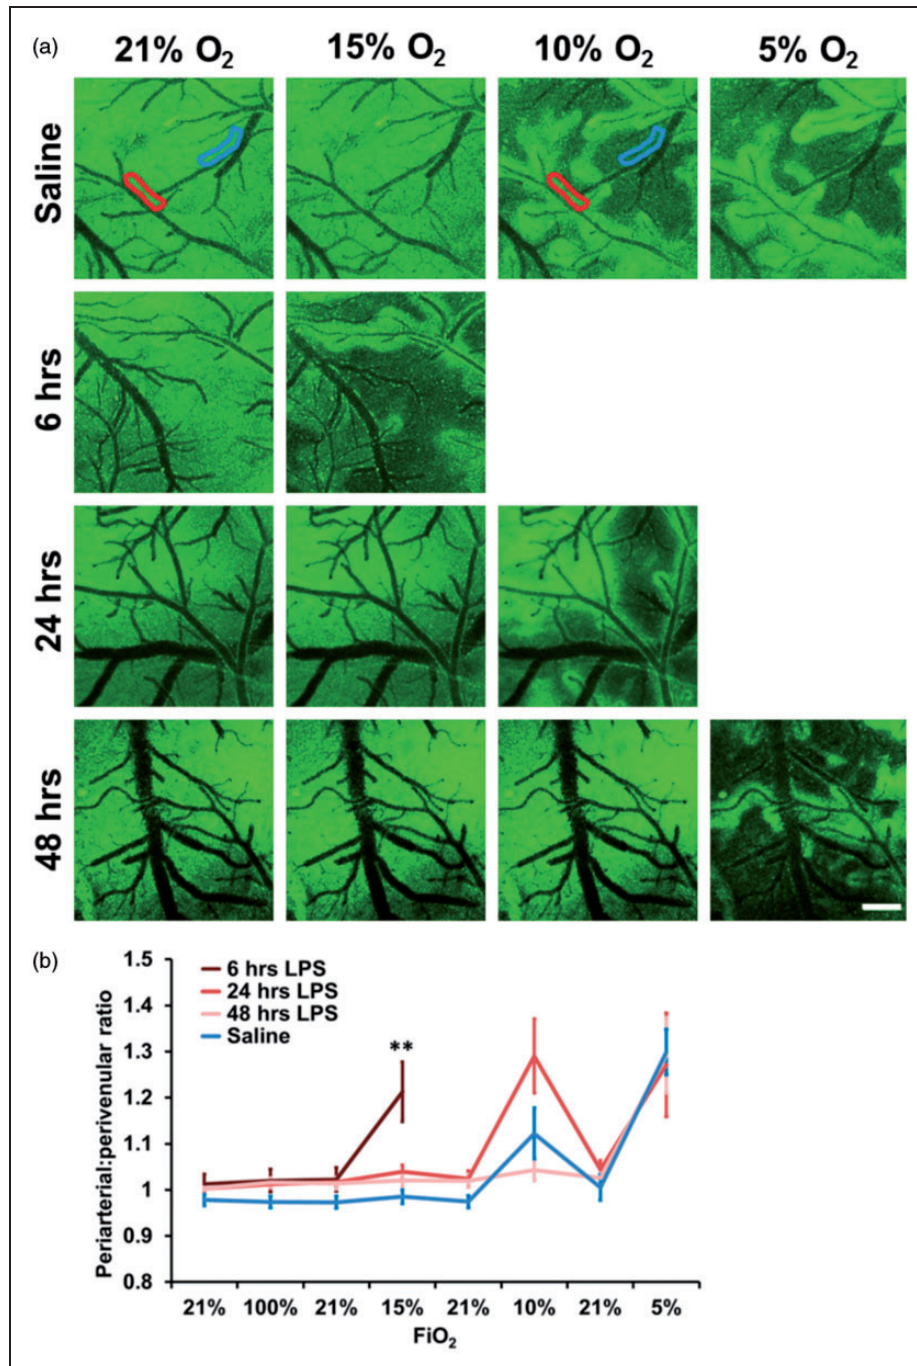 (a)
21% O₂ 15% O₂ 10% O₂ 5% O₂
Saline
6 hrs
24 hrs
48 hrs
(b)
1.5
1.4
1.3
1.2
1.1
1
0.9
0.8
Periarterial:perivenular ratio
6 hrs LPS
24 hrs LPS
48 hrs LPS
Saline
**
21% 100% 21% 15% 21% 10% 21% 5%
FiO₂